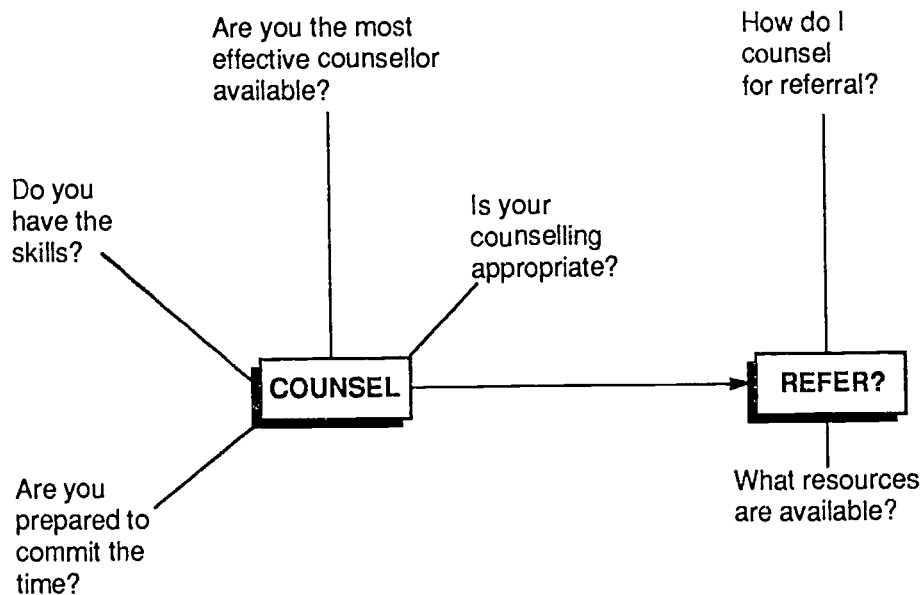 Are you the most
effective counsellor
available?
How do I
counsel
for referral?
Do you
have the
skills?
Is your
counselling
appropriate?
COUNSEL
REFER?
Are you
prepared to
commit the
time?
What resources
are available?